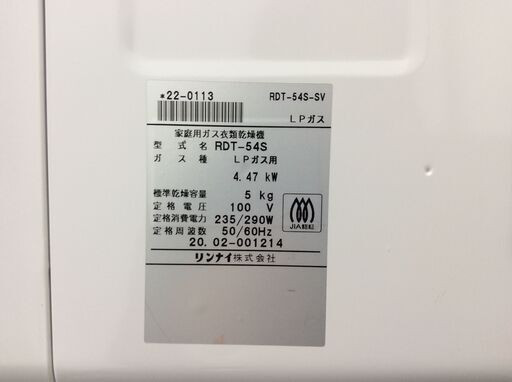 *22-0113 RDT-54S-SV
LPガス
家庭用ガス衣類乾燥機
型式名 RDT-54S
ガス種 LPガス用
4.47 kW
標準乾燥容量 5 kg
定格電圧 100 V
定格消費電力 235/290W
定格周波数 50/60Hz
20.02-001214
リンナイ株式会社